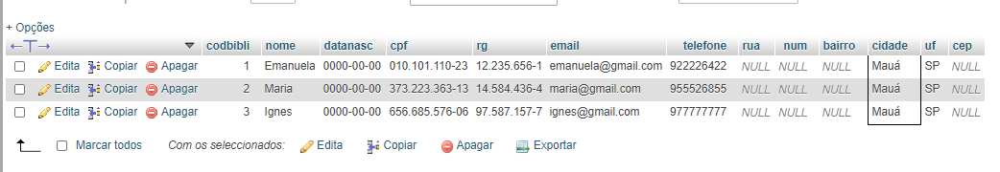 + Opções
←T→ codbibli nome datanasc cpf rg email telefone rua num bairro cidade uf cep
Edita Copiar Apagar 1 Emanuela 0000-00-00 010.101.110-23 12.235.656-1 emanuela@gmail.com 922226422 NULL NULL NULL Mauá SP NULL
Edita Copiar Apagar 2 Maria 0000-00-00 373.223.363-13 14.584.436-4 maria@gmail.com 955526855 NULL NULL NULL Mauá SP NULL
Edita Copiar Apagar 3 Ignes 0000-00-00 656.685.576-06 97.587.157-7 ignes@gmail.com 977777777 NULL NULL NULL Mauá SP NULL
Marcar todos Com os seleccionados: Edita Copiar Apagar Exportar